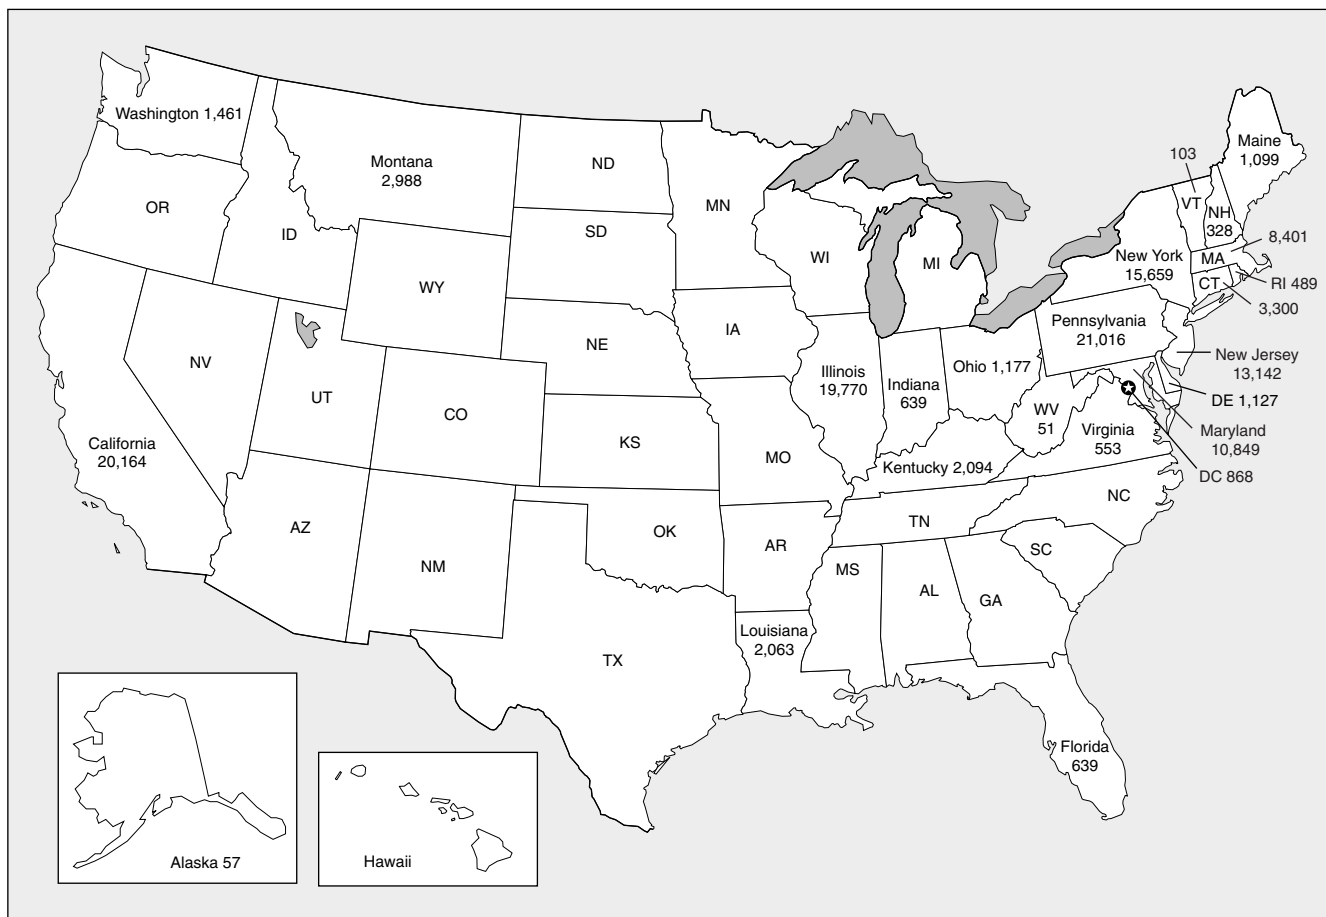 Washington 1,461
Montana
2,988
ND
MN
OR
ID
SD
WY
WI
MI
Maine
1,099
103
VT
NH
328
8,401
MA
New York
15,659
RI 489
CT
3,300
IA
NE
NV
UT
CO
Pennsylvania
21,016
New Jersey
13,142
Illinois
19,770
Indiana
639
Ohio 1,177
DE 1,127
WV
51
Virginia
553
Maryland
10,849
DC 868
California
20,164
KS
MO
Kentucky 2,094
AZ
NM
OK
AR
TN
NC
SC
MS
AL
GA
TX
Louisiana
2,063
Florida
639
Alaska 57
Hawaii